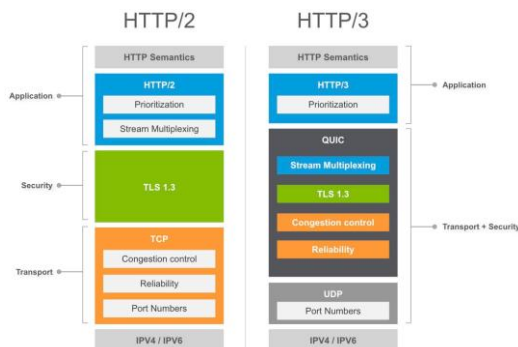 HTTP/2
HTTP/3
HTTP Semantics
HTTP/2
Prioritization
Stream Multiplexing
Application
TLS 1.3
Security
TCP
Congestion control
Reliability
Port Numbers
Transport
IPV4 / IPV6
HTTP Semantics
HTTP/3
Prioritization
Application
QUIC
Stream Multiplexing
TLS 1.3
Congestion control
Reliability
Transport + Security
UDP
Port Numbers
IPV4 / IPV6